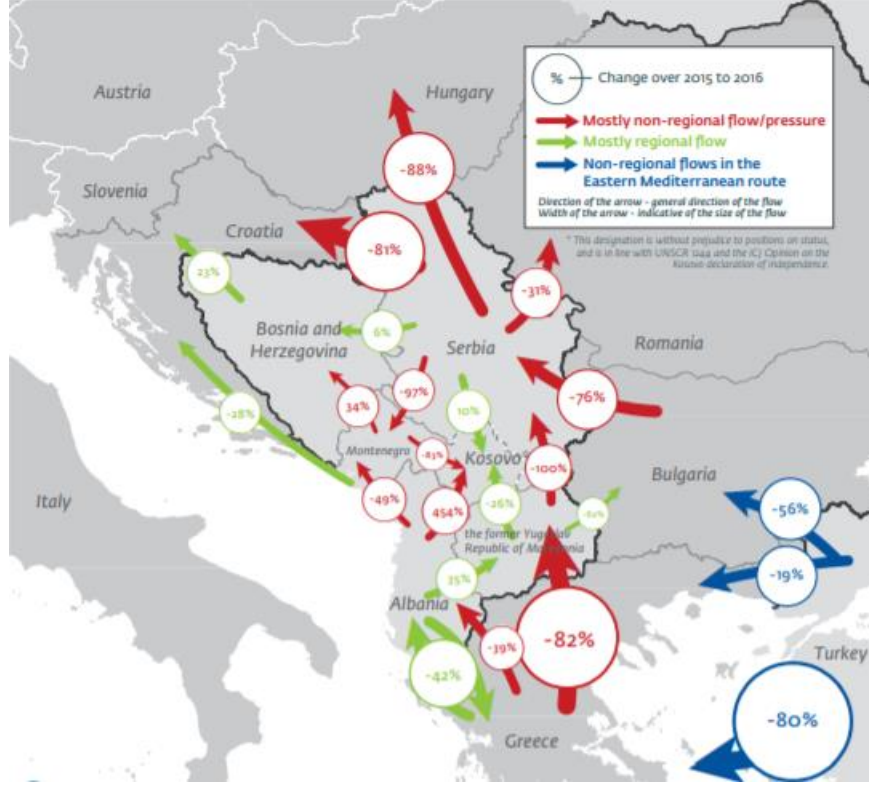 % Change over 2015 to 2016
Mostly non-regional flow/pressure
Mostly regional flow
Non-regional flows in the
Eastern Mediterranean route
Direction of the arrow - general direction of the flow
Width of the arrow - indicative of the size of the flow
* This designation is without prejudice to positions on status,
and is in line with UNSCR 1244 and the ICJ Opinion on the
Kosovo declaration of independence.
Austria
Hungary
-88%
Slovenia
Croatia
-81%
23%
-31%
Bosnia and
Herzegovina
6%
Serbia
Romania
-97%
34%
-76%
-28%
10%
Montenegro
-83%
Kosovo*
-100%
Bulgaria
Italy
-49%
454%
-26%
-56%
the former Yugoslav
Republic of Macedonia
-19%
35%
Albania
-39%
-82%
-42%
Turkey
-80%
Greece